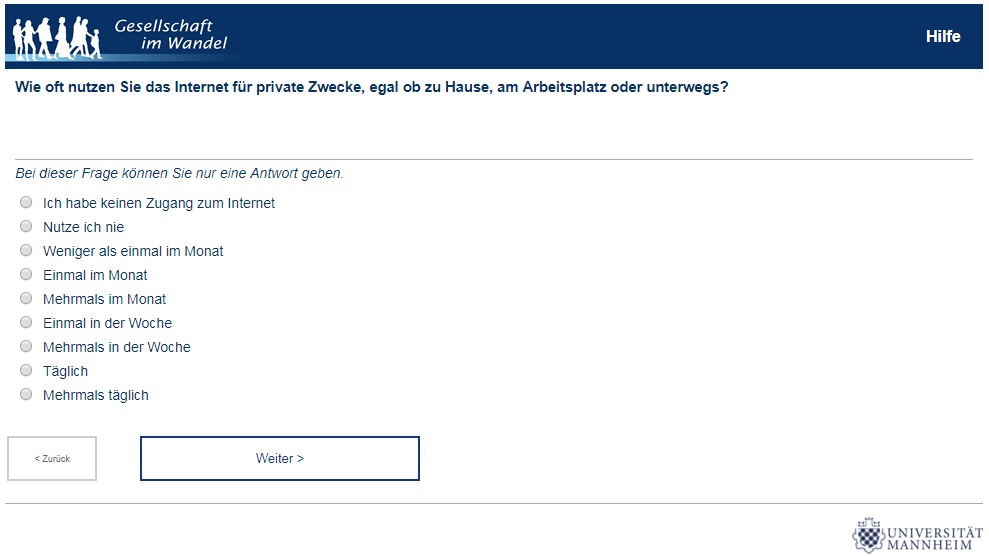 Gesellschaft
im Wandel
Hilfe
Wie oft nutzen Sie das Internet für private Zwecke, egal ob zu Hause, am Arbeitsplatz oder unterwegs?
Bei dieser Frage können Sie nur eine Antwort geben.
Ich habe keinen Zugang zum Internet
Nutze ich nie
Weniger als einmal im Monat
Einmal im Monat
Mehrmals im Monat
Einmal in der Woche
Mehrmals in der Woche
Täglich
Mehrmals täglich
< Zurück
Weiter >
UNIVERSITÄT
MANNHEIM